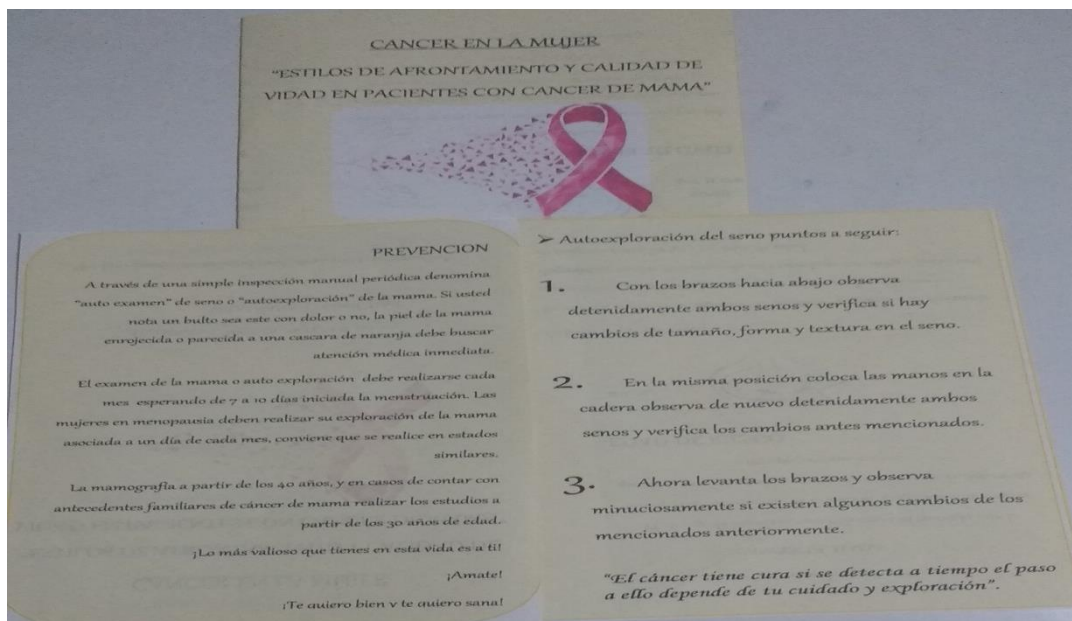 CANCER EN LA MUJER
“ESTILOS DE AFRONTAMIENTO Y CALIDAD DE
VIDAD EN PACIENTES CON CANCER DE MAMA”
PREVENCION
A través de una simple inspección manual periódica denomina
“auto examen” de seno o “autoexploración” de la mama. Si usted
nota un bulto sea este con dolor o no, la piel de la mama
enrojecida o parecida a una cascara de naranja debe buscar
atención médica inmediata.
El examen de la mama o auto exploración debe realizarse cada
mes esperando de 7 a 10 días iniciada la menstruación. Las
mujeres en menopausia deben realizar su exploración de la mama
asociada a un día de cada mes, conviene que se realice en estados
similares.
La mamografía a partir de los 40 años, y en casos de contar con
antecedentes familiares de cáncer de mama realizar los estudios a
partir de los 30 años de edad.
¡Lo más valioso que tienes en esta vida es a ti!
¡Amate!
¡Te quiero bien y te quiero sana!
➢ Autoexploración del seno puntos a seguir:
1. Con los brazos hacia abajo observa
detenidamente ambos senos y verifica si hay
cambios de tamaño, forma y textura en el seno.
2. En la misma posición coloca las manos en la
cadera observa de nuevo detenidamente ambos
senos y verifica los cambios antes mencionados.
3. Ahora levanta los brazos y observa
minuciosamente si existen algunos cambios de los
mencionados anteriormente.
“El cáncer tiene cura si se detecta a tiempo el paso
a ello depende de tu cuidado y exploración”.